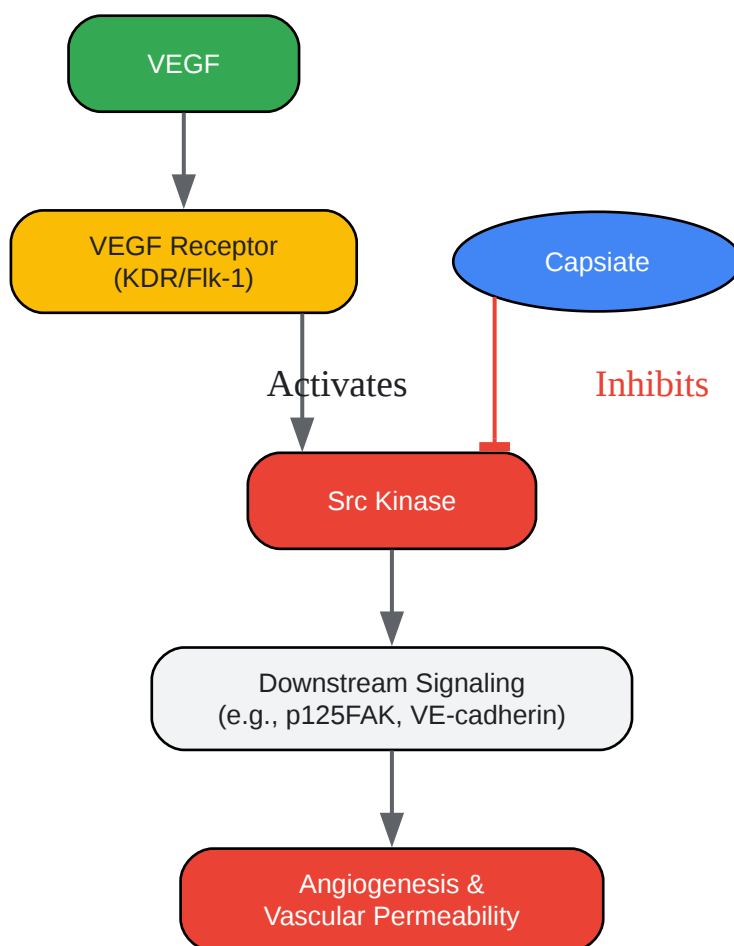 VEGF
VEGF Receptor
(KDR/Flk-1)
Capsiate
Activates
Inhibits
Src Kinase
Downstream Signaling
(e.g., p125FAK, VE-cadherin)
Angiogenesis &
Vascular Permeability